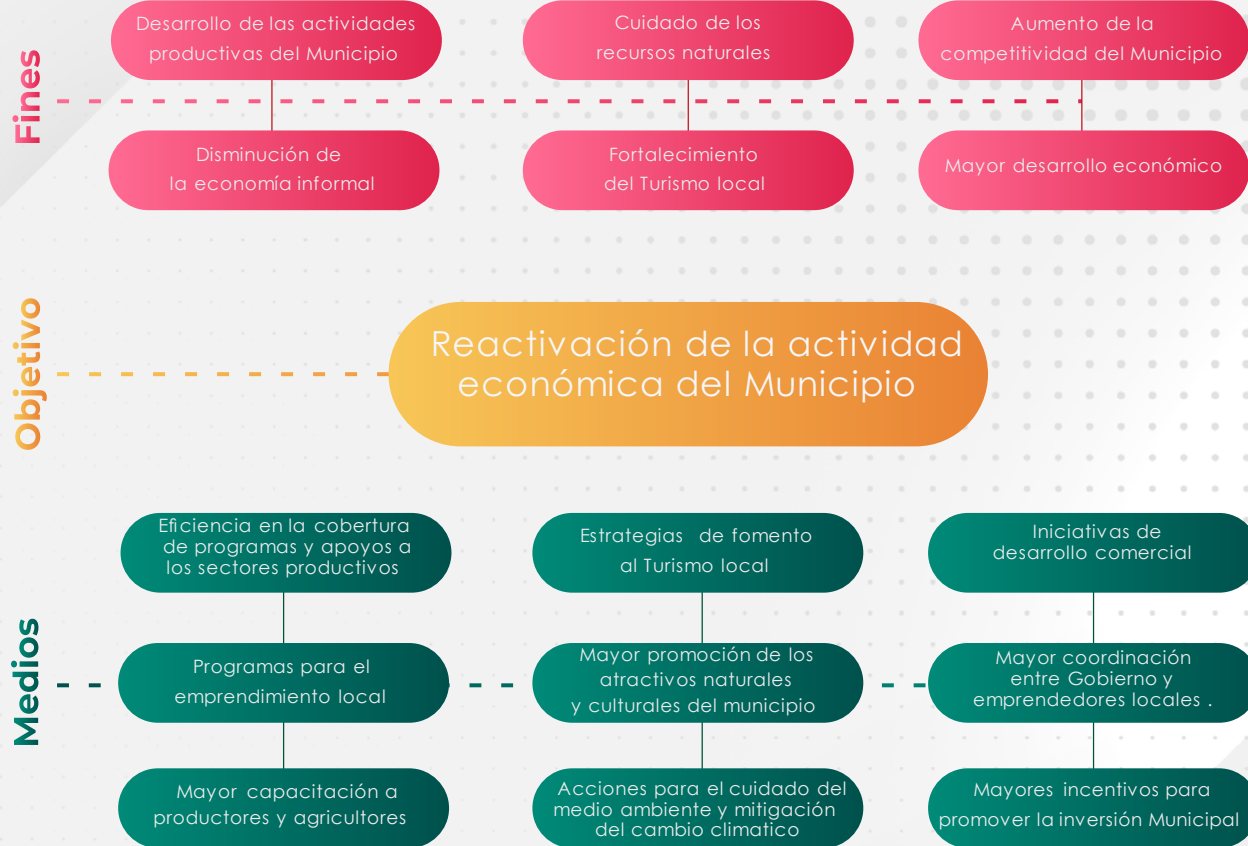 Fines
Desarrollo de las actividades
productivas del Municipio
Cuidado de los
recursos naturales
Aumento de la
competitividad del Municipio
Disminución de
la economía informal
Fortalecimiento
del Turismo local
Mayor desarrollo económico
Objetivo
Reactivación de la actividad
económica del Municipio
Medios
Eficiencia en la cobertura
de programas y apoyos a
los sectores productivos
Estrategias de fomento
al Turismo local
Iniciativas de
desarrollo comercial
Programas para el
emprendimiento local
Mayor promoción de los
atractivos naturales
y culturales del municipio
Mayor coordinación
entre Gobierno y
emprendedores locales .
Mayor capacitación a
productores y agricultores
Acciones para el cuidado del
medio ambiente y mitigación
del cambio climatico
Mayores incentivos para
promover la inversión Municipal